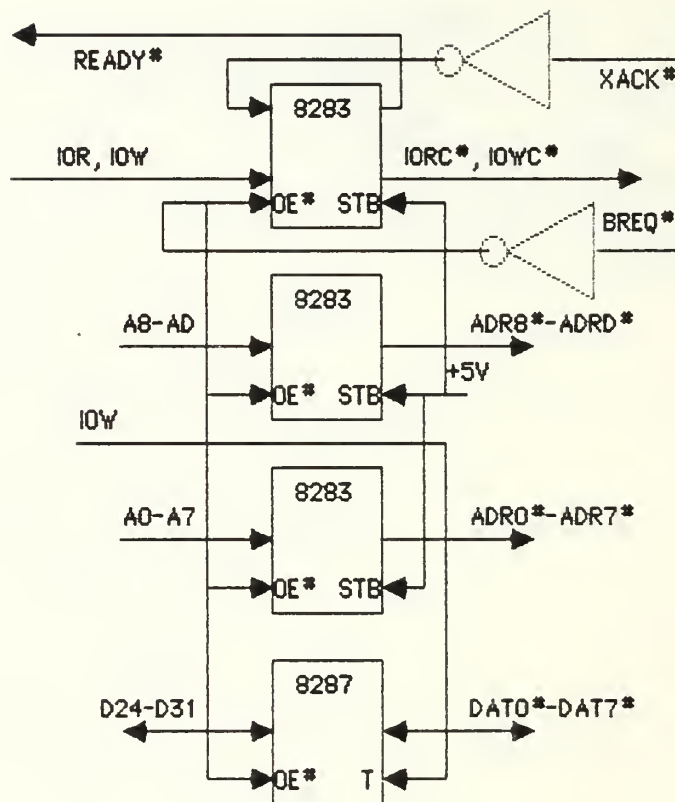 READY*
XACK*
8283
IOR, IOW
IORC*, IOWC*
OE* STB
BREQ*
8283
A8-AD
ADR8*-ADRD*
+5V
OE* STB
IOW
8283
A0-A7
ADR0*-ADR7*
OE* STB
8287
D24-D31
DAT0*-DAT7*
OE* T